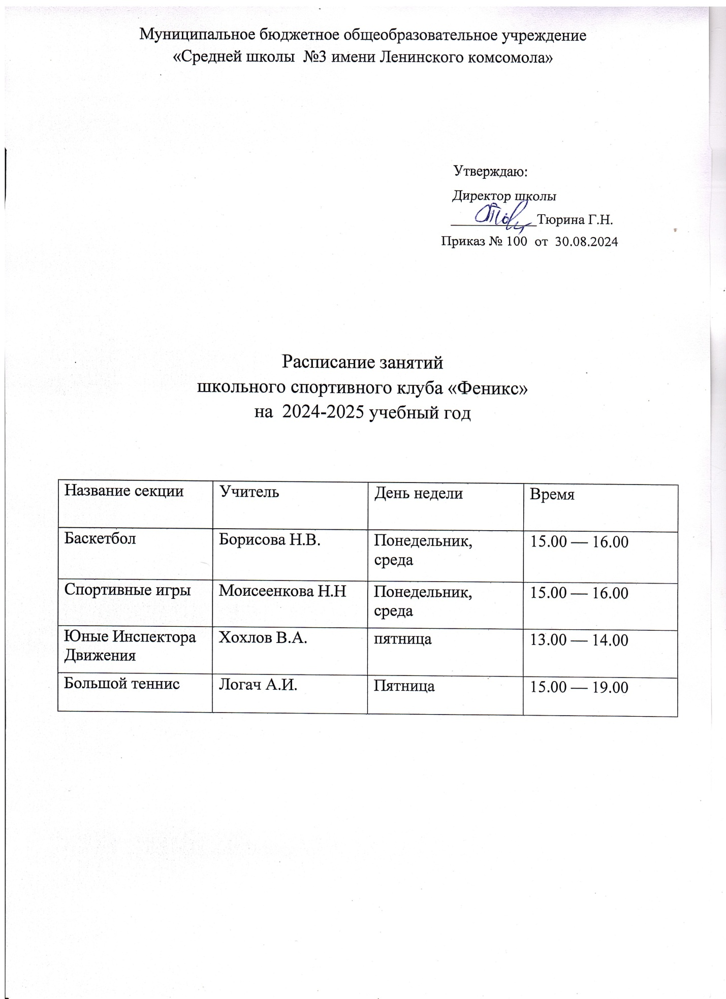 Муниципальное бюджетное общеобразовательное учреждение
«Средней школы №3 имени Ленинского комсомола»
Утверждаю:
Директор школы
____________Тюрина Г.Н.
Приказ № 100 от 30.08.2024
Расписание занятий
школьного спортивного клуба «Феникс»
на 2024-2025 учебный год
Название секции Учитель День недели Время
Баскетбол Борисова Н.В. Понедельник, 15.00 — 16.00
среда
Спортивные игры Моисеенкова Н.Н Понедельник, 15.00 — 16.00
среда
Юные Инспектора Хохлов В.А. пятница 13.00 — 14.00
Движения
Большой теннис Логач А.И. Пятница 15.00 — 19.00